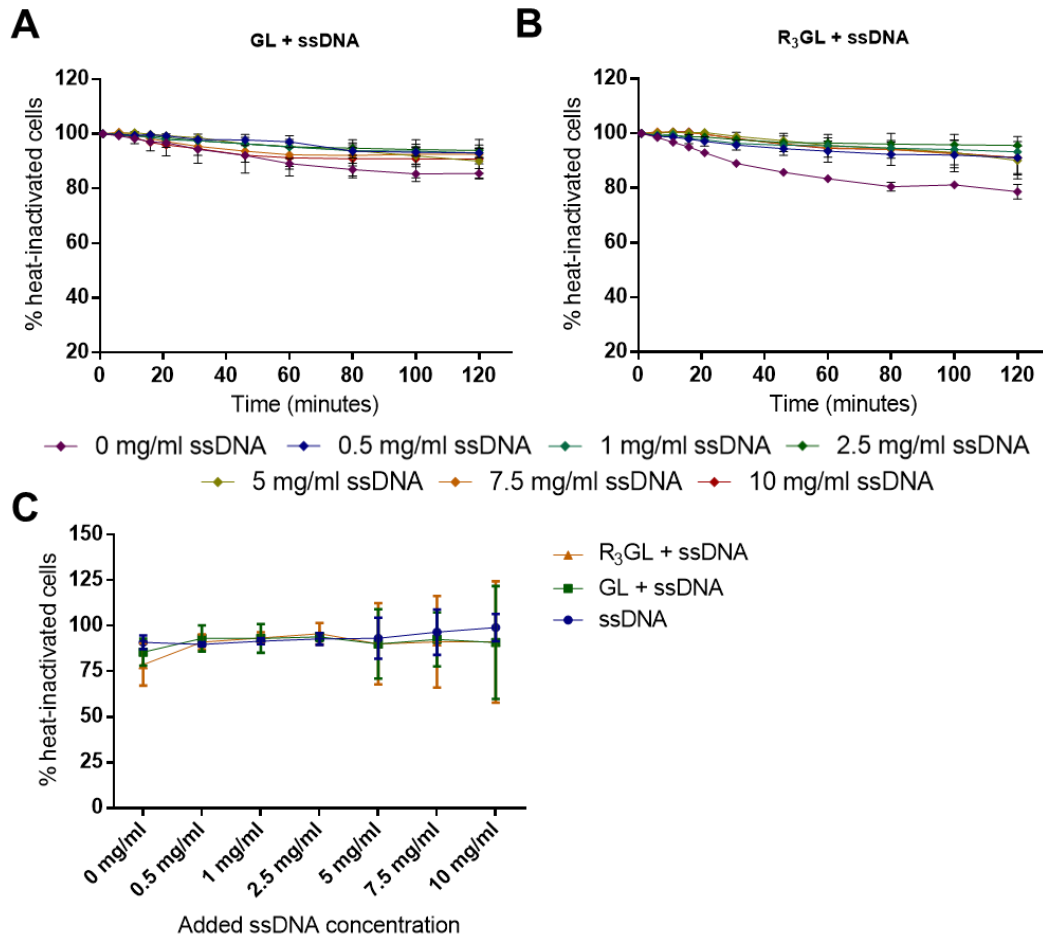 A
GL + ssDNA
% heat-inactivated cells
120
100
80
60
40
20
0 20 40 60 80 100 120
Time (minutes)
B
R₃GL + ssDNA
% heat-inactivated cells
120
100
80
60
40
20
0 20 40 60 80 100 120
Time (minutes)
0 mg/ml ssDNA 0.5 mg/ml ssDNA 1 mg/ml ssDNA 2.5 mg/ml ssDNA
5 mg/ml ssDNA 7.5 mg/ml ssDNA 10 mg/ml ssDNA
C
% heat-inactivated cells
150
125
100
75
50
25
0
0 mg/ml
0.5 mg/ml
1 mg/ml
2.5 mg/ml
5 mg/ml
7.5 mg/ml
10 mg/ml
Added ssDNA concentration
R₃GL + ssDNA
GL + ssDNA
ssDNA